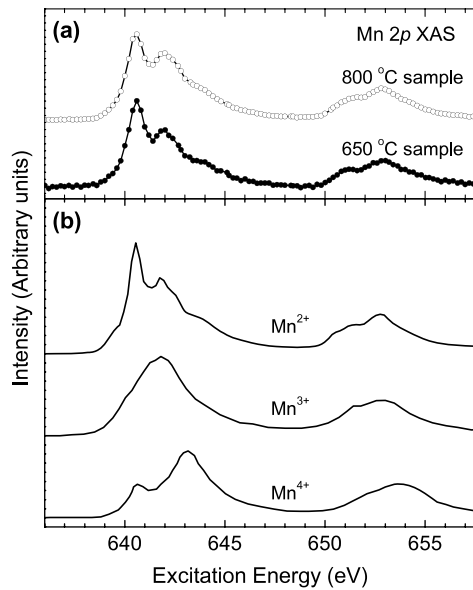 (a)
Mn 2p XAS
800 °C sample
650 °C sample
(b)
Mn2+
Mn3+
Mn4+
Intensity (Arbitrary units)
640 645 650 655
Excitation Energy (eV)